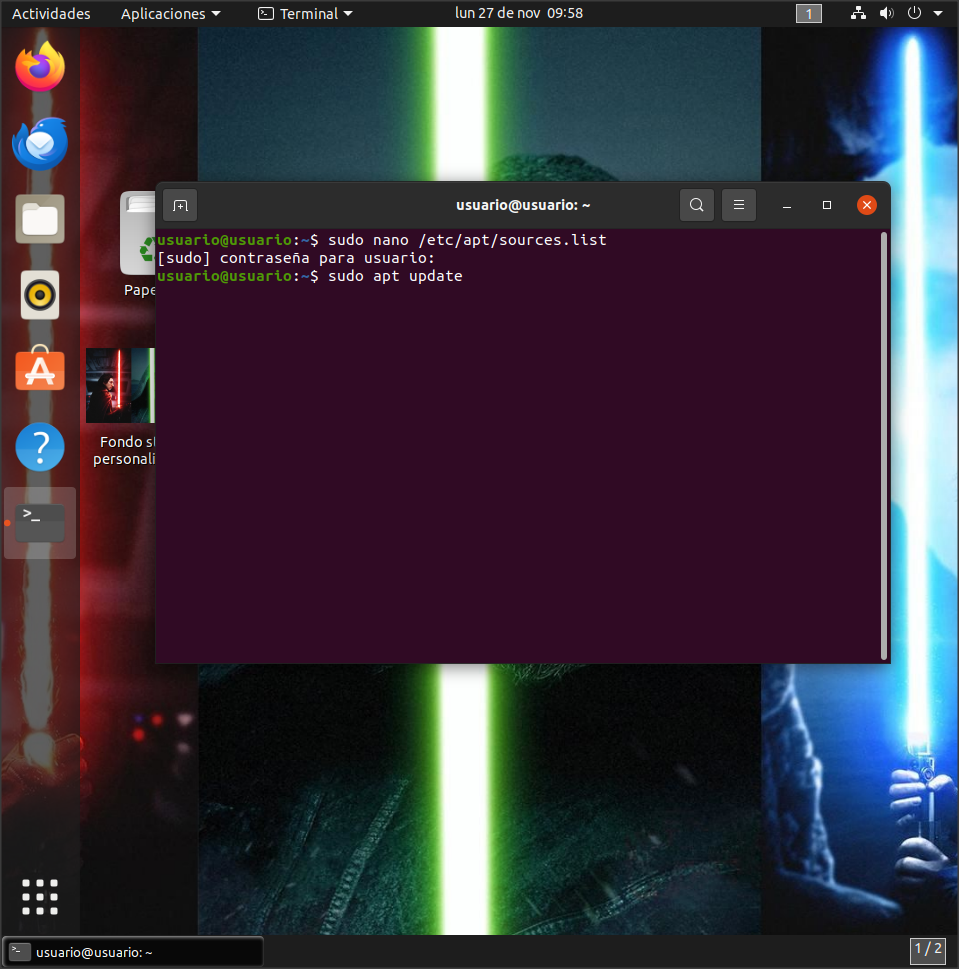 Actividades Aplicaciones Terminal lun 27 de nov 09:58 1
usuario@usuario: ~
usuario@usuario:~$ sudo nano /etc/apt/sources.list
[sudo] contraseña para usuario:
usuario@usuario:~$ sudo apt update
Pape
Fondo
personali
usuario@usuario: ~
1 / 2